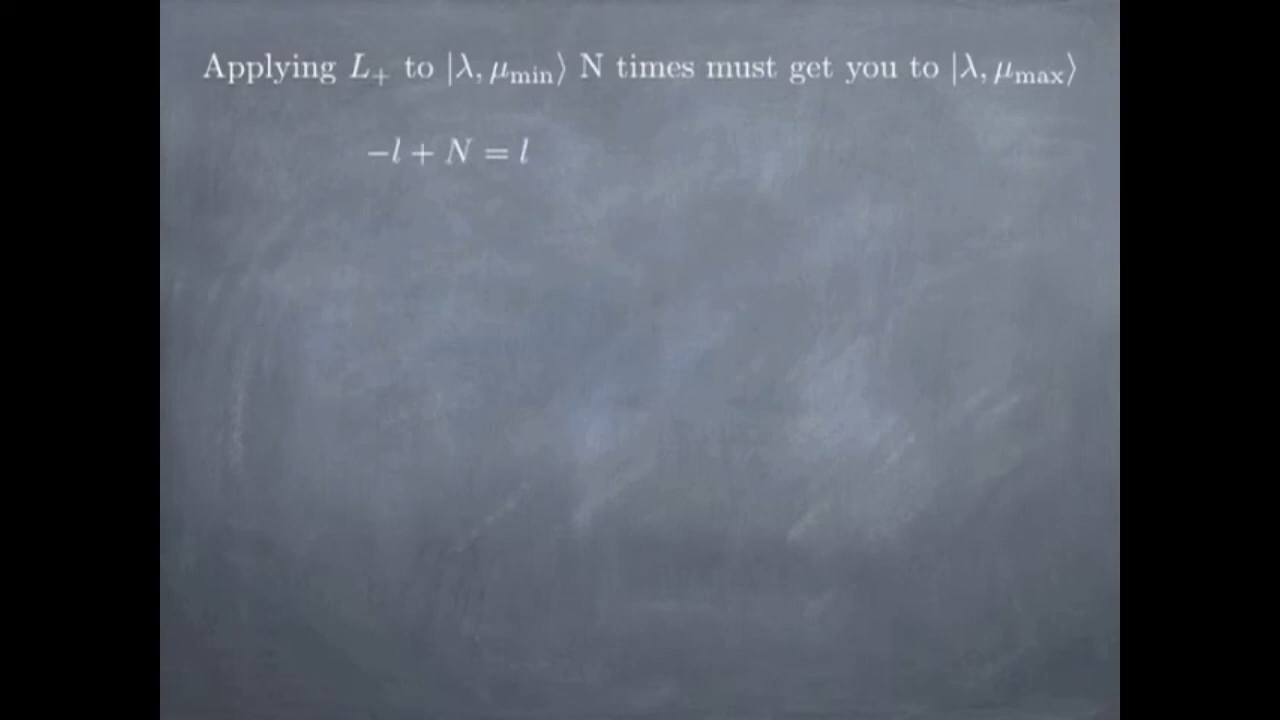 Applying L₊ to |λ, μ_min⟩ N times must get you to |λ, μ_max⟩
−l + N = l